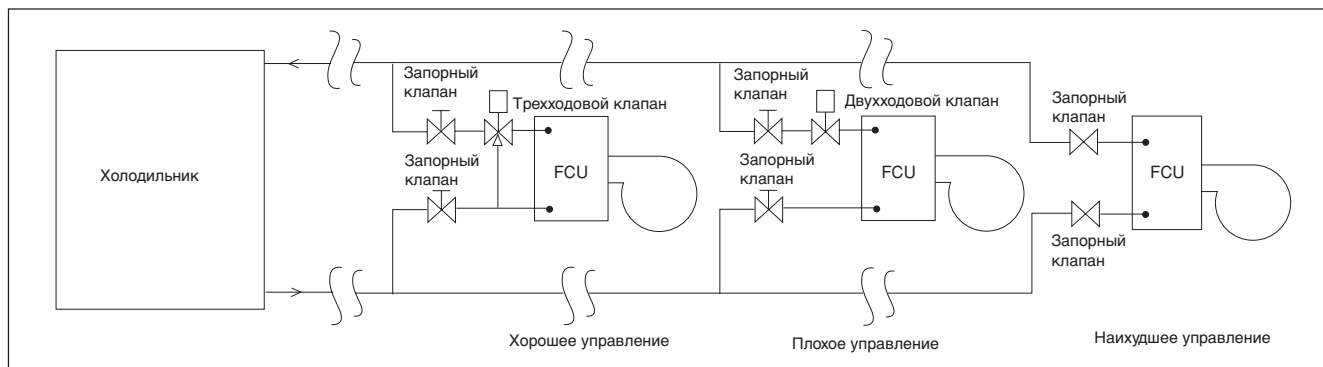 Холодильник
Запорный
клапан
Трехходовой клапан
Запорный
клапан
FCU
Хорошее управление
Запорный
клапан
Двухходовой клапан
Запорный
клапан
FCU
Плохое управление
Запорный
клапан
FCU
Запорный
клапан
Наихудшее управление